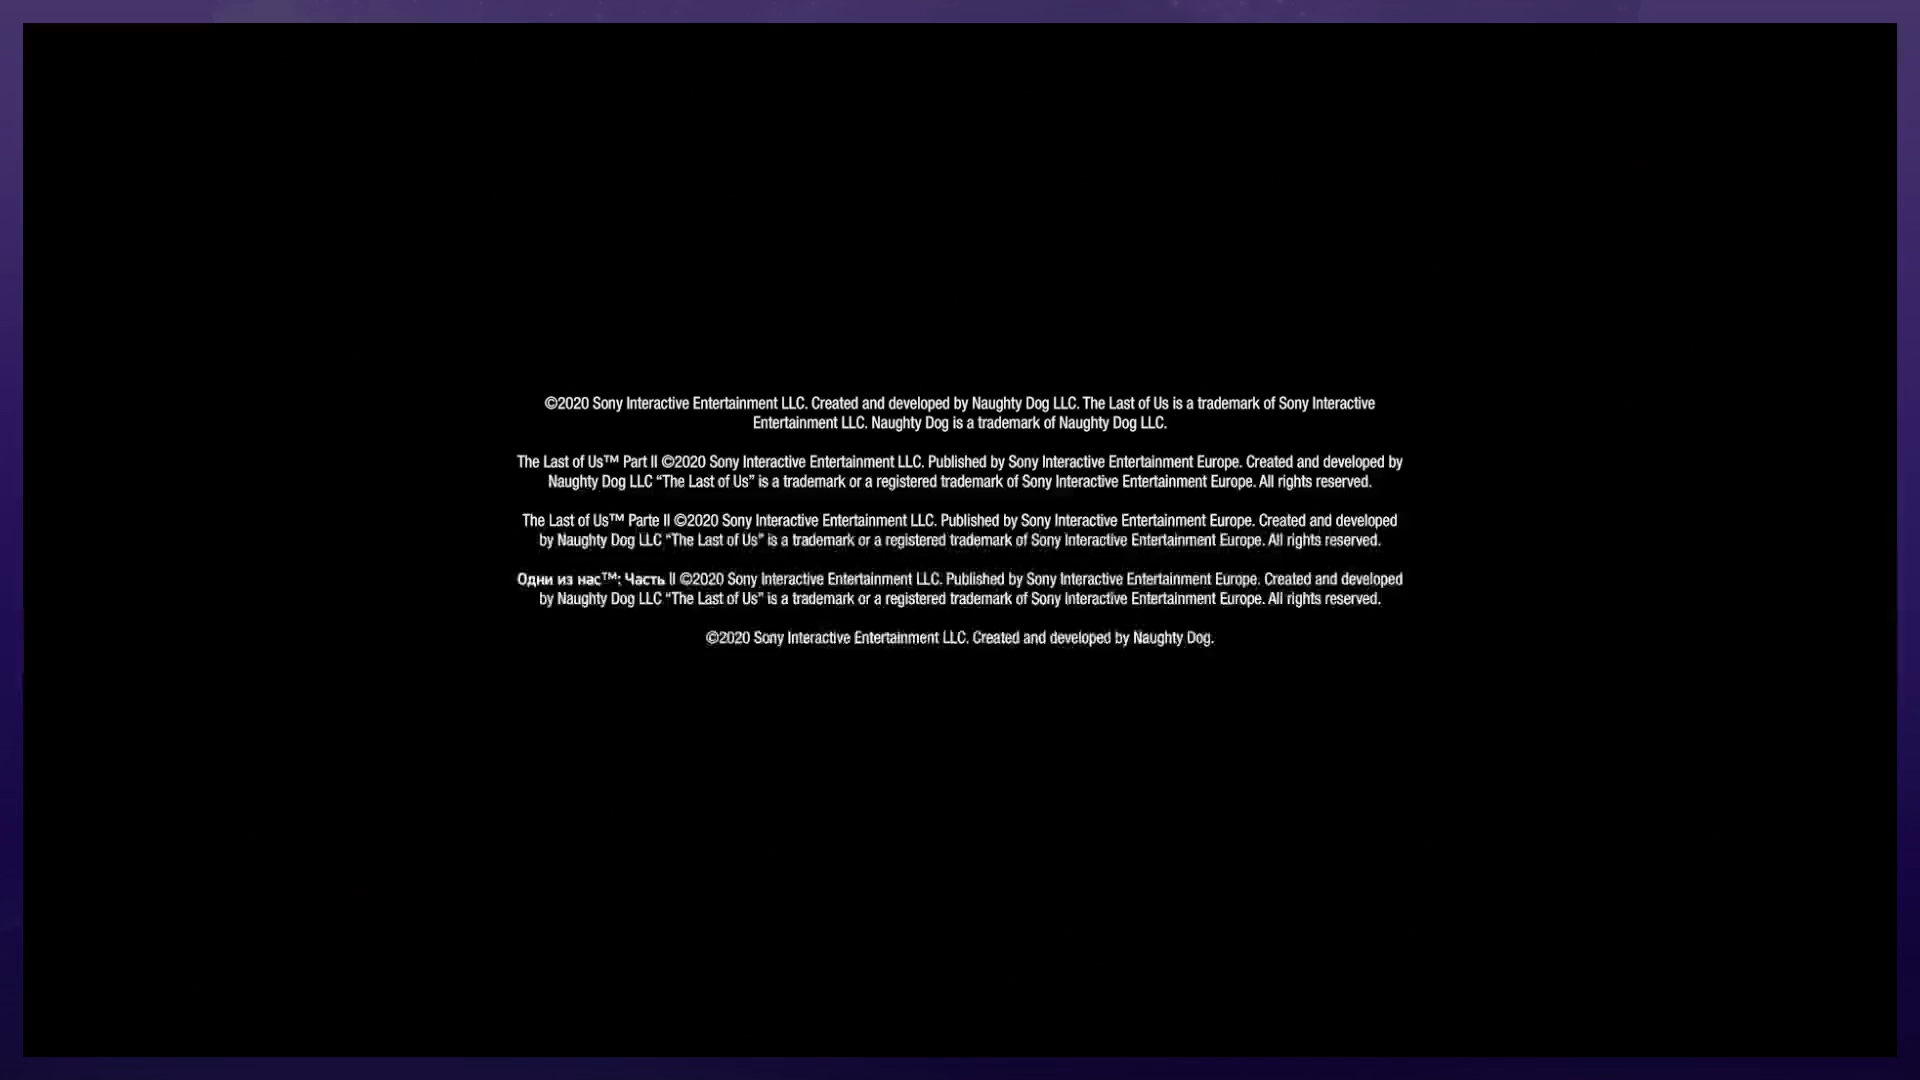 ©2020 Sony Interactive Entertainment LLC. Created and developed by Naughty Dog LLC. The Last of Us is a trademark of Sony Interactive
Entertainment LLC. Naughty Dog is a trademark of Naughty Dog LLC.
The Last of Us™ Part II ©2020 Sony Interactive Entertainment LLC. Published by Sony Interactive Entertainment Europe. Created and developed by
Naughty Dog LLC “The Last of Us” is a trademark or a registered trademark of Sony Interactive Entertainment Europe. All rights reserved.
The Last of Us™ Parte II ©2020 Sony Interactive Entertainment LLC. Published by Sony Interactive Entertainment Europe. Created and developed
by Naughty Dog LLC “The Last of Us” is a trademark or a registered trademark of Sony Interactive Entertainment Europe. All rights reserved.
Одни из нас™: Часть II ©2020 Sony Interactive Entertainment LLC. Published by Sony Interactive Entertainment Europe. Created and developed
by Naughty Dog LLC “The Last of Us” is a trademark or a registered trademark of Sony Interactive Entertainment Europe. All rights reserved.
©2020 Sony Interactive Entertainment LLC. Created and developed by Naughty Dog.